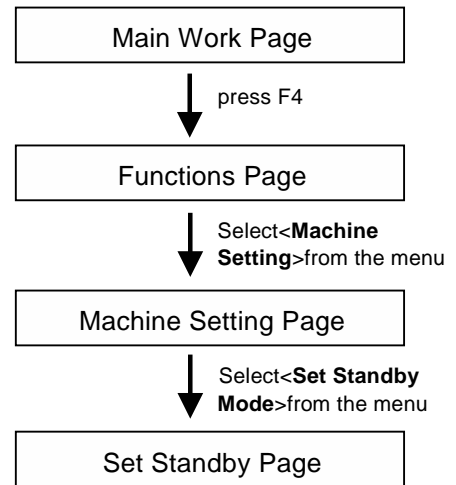 Main Work Page
press F4
Functions Page
Select<Machine
Setting>from the menu
Machine Setting Page
Select<Set Standby
Mode>from the menu
Set Standby Page